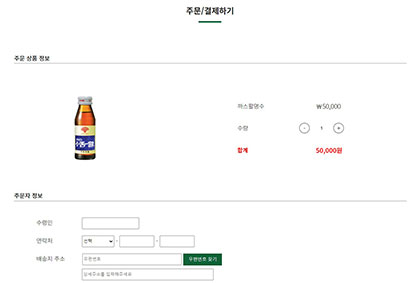 주문/결제하기
주문 상품 정보
까스활명수 ₩50,000
수량 - 1 +
합계 50,000원
주문자 정보
수령인
연락처 선택 - -
배송지 주소 우편번호 우편번호 찾기
상세주소를 입력해주세요